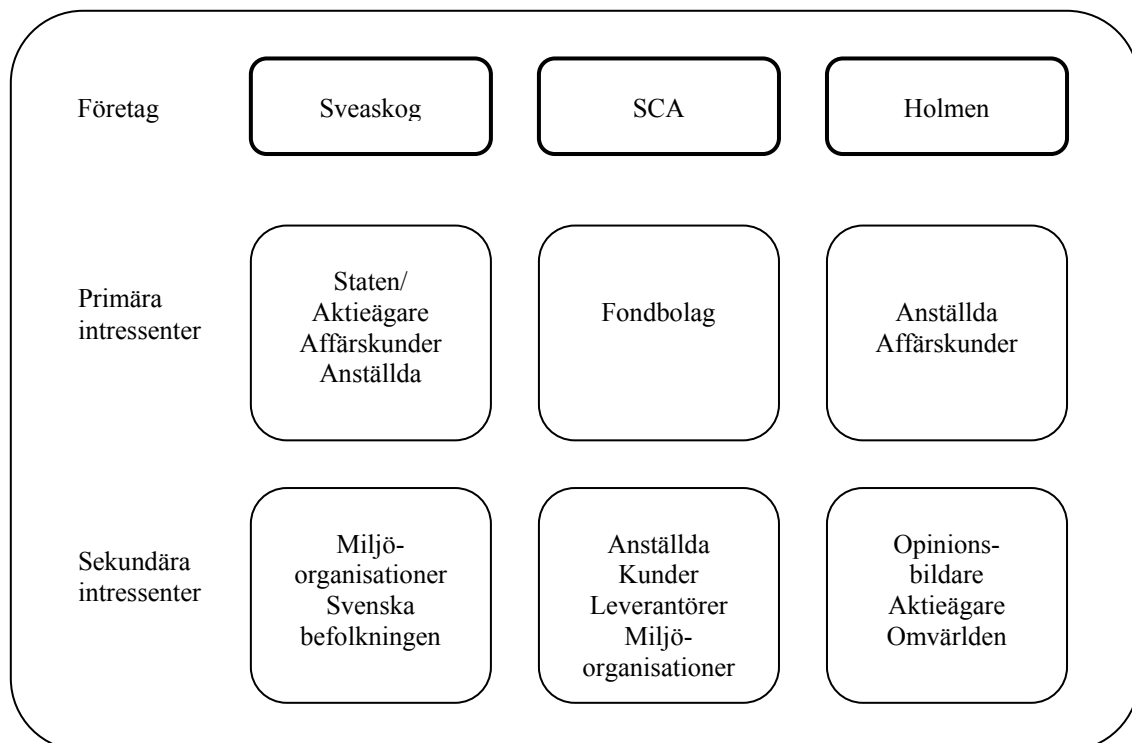 Företag
Sveaskog
SCA
Holmen
Primära
intressenter
Staten/
Aktieägare
Affärskunder
Anställda
Fondbolag
Anställda
Affärskunder
Sekundära
intressenter
Miljö-
organisationer
Svenska
befolkningen
Anställda
Kunder
Leverantörer
Miljö-
organisationer
Opinions-
bildare
Aktieägare
Omvärlden